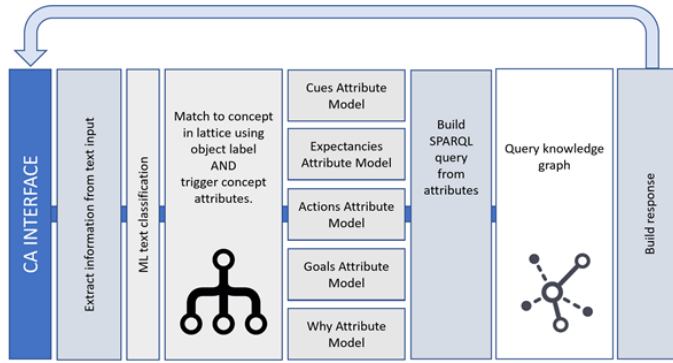 CA INTERFACE
Extract information from text input
ML text classification
Match to concept
in lattice using
object label
AND
trigger concept
attributes.
Cues Attribute
Model
Expectancies
Attribute Model
Actions Attribute
Model
Goals Attribute
Model
Why Attribute
Model
Build
SPARQL
query
from
attributes
Query knowledge
graph
Build response